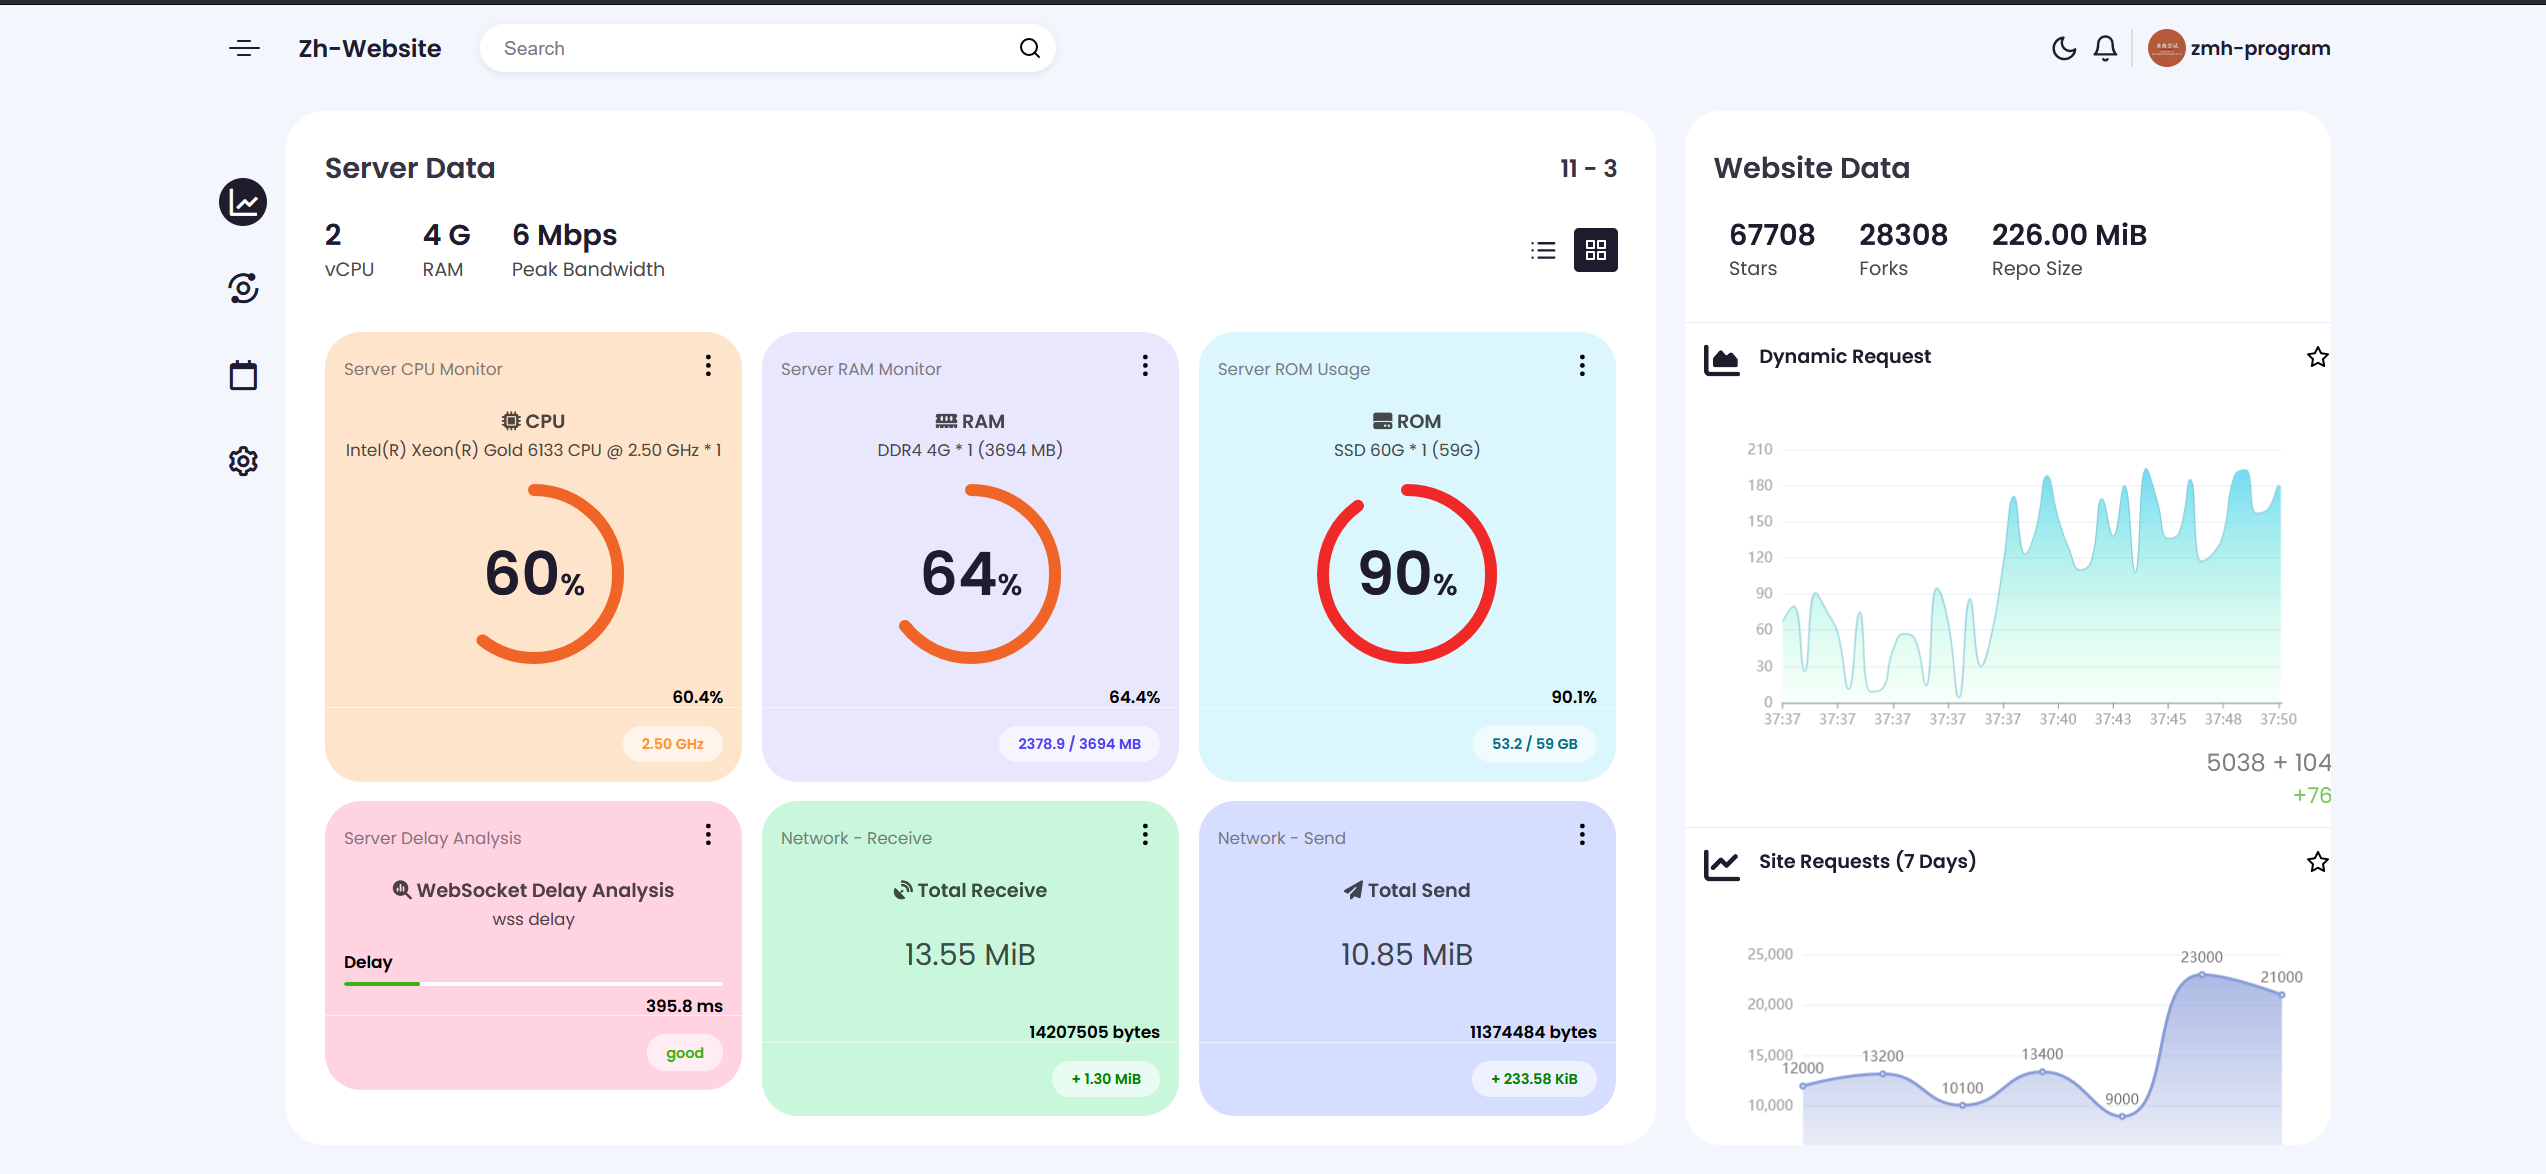 Zh-Website
Search
zmh-program
Server Data
11 - 3
2
vCPU
4 G
RAM
6 Mbps
Peak Bandwidth
Server CPU Monitor
CPU
Intel(R) Xeon(R) Gold 6133 CPU @ 2.50 GHz * 1
60%
60.4%
2.50 GHz
Server RAM Monitor
RAM
DDR4 4G * 1 (3694 MB)
64%
64.4%
2378.9 / 3694 MB
Server ROM Usage
ROM
SSD 60G * 1 (59G)
90%
90.1%
53.2 / 59 GB
Server Delay Analysis
WebSocket Delay Analysis
wss delay
Delay
395.8 ms
good
Network - Receive
Total Receive
13.55 MiB
14207505 bytes
+ 1.30 MiB
Network - Send
Total Send
10.85 MiB
11374484 bytes
+ 233.58 KiB
Website Data
67708
Stars
28308
Forks
226.00 MiB
Repo Size
Dynamic Request
210
180
150
120
90
60
30
0
37:37 37:37 37:37 37:37 37:37 37:40 37:43 37:45 37:48 37:50
5038 + 104
+76
Site Requests (7 Days)
25,000
20,000
15,000
10,000
12000
13200
10100
13400
9000
23000
21000